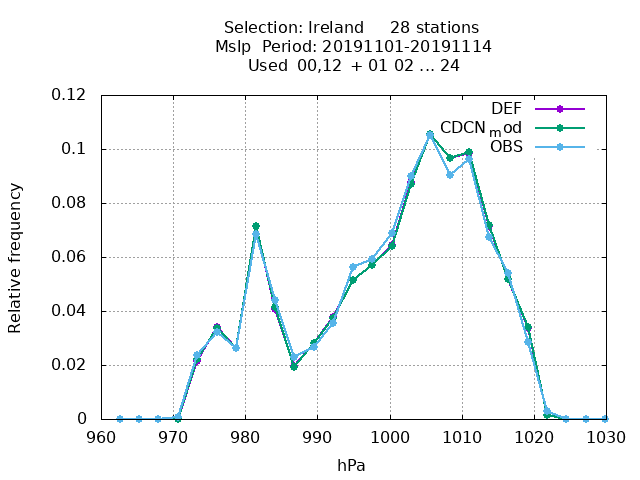 Selection: Ireland     28 stations
Mslp  Period: 20191101-20191114
Used  00,12  + 01 02 ... 24
0.12
0.1
0.08
0.06
0.04
0.02
0
Relative frequency
DEF
CDCNmod
OBS
960 970 980 990 1000 1010 1020 1030
hPa